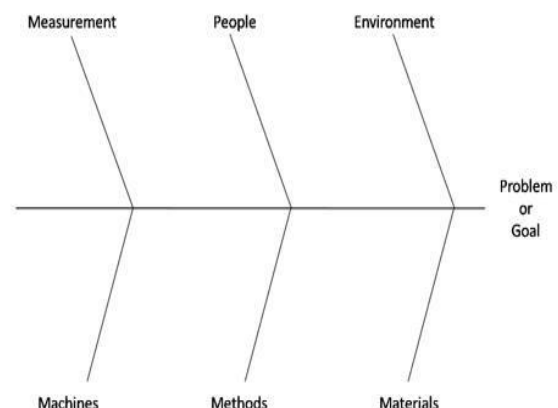 Measurement
People
Environment
Problem
or
Goal
Machines
Methods
Materials